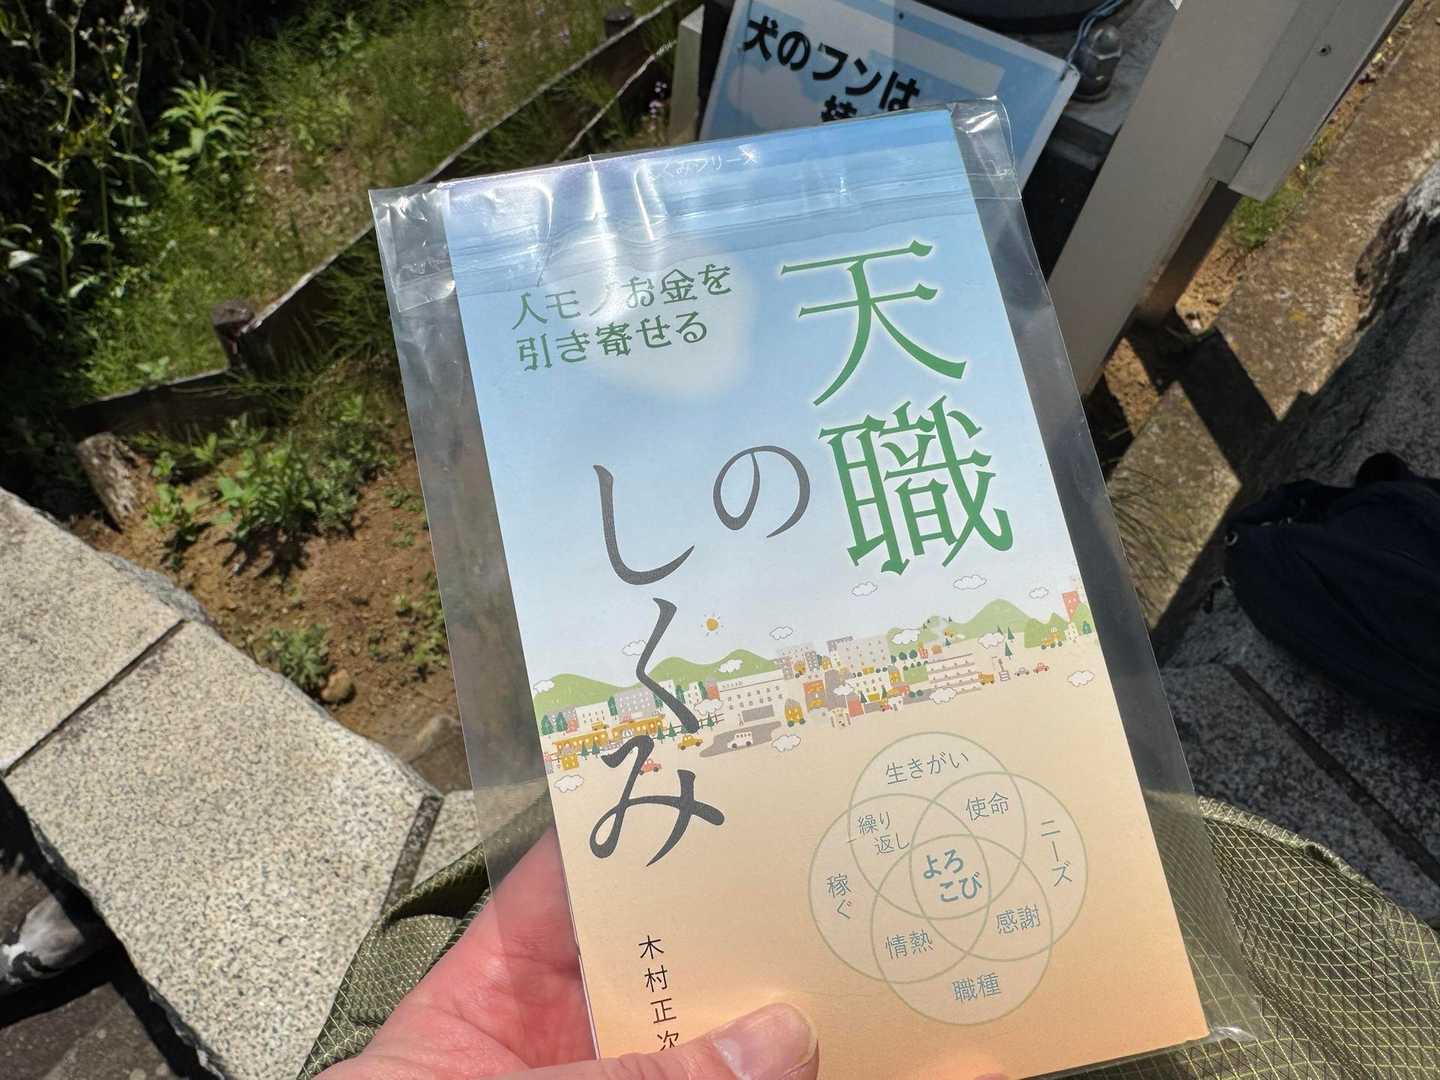 犬のフンは
くみシリーズ
人モノお金を
引き寄せる
天職
の
しくみ
生きがい
繰り
返し
使命
ニーズ
稼ぐ
よろ
こび
情熱
感謝
職種
木村正次